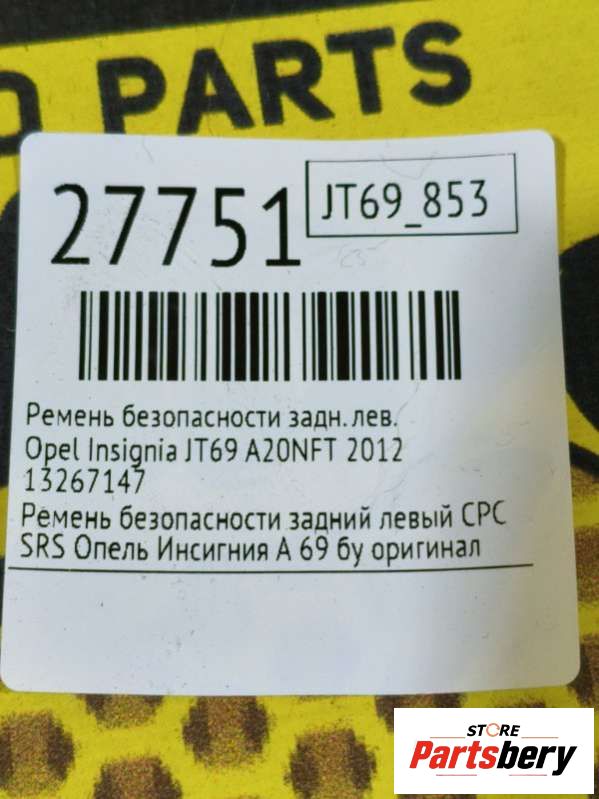 PARTS
27751
JT69_853
Ремень безопасности задн.лев.
Opel Insignia JT69 A20NFT 2012
13267147
Ремень безопасности задний левый СРС
SRS Опель Инсигния А 69 бу оригинал
STORE
Partsbery